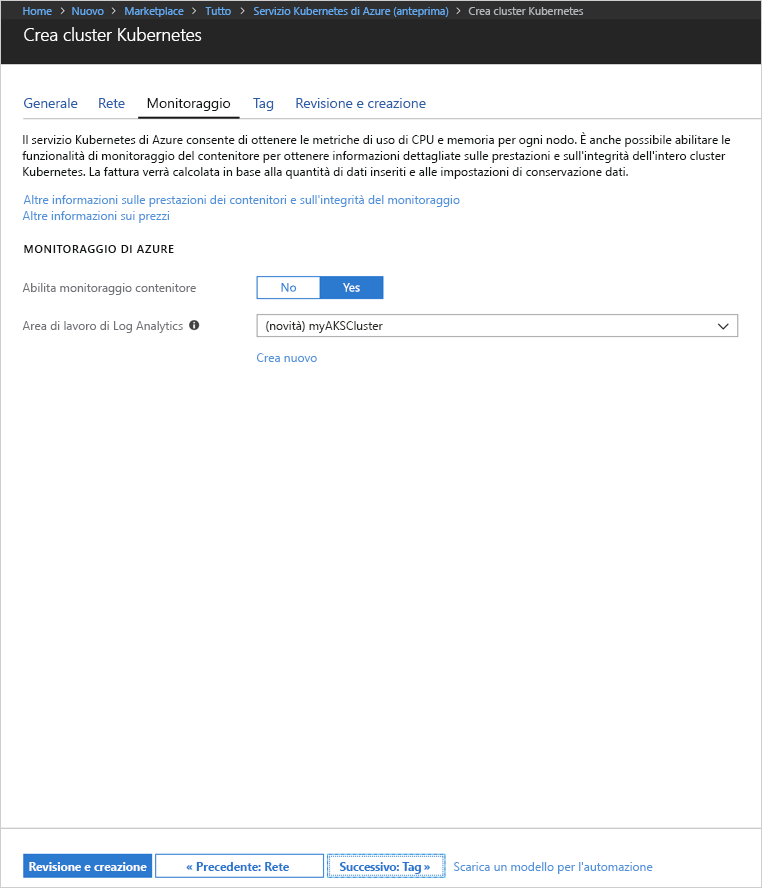 Home > Nuovo > Marketplace > Tutto > Servizio Kubernetes di Azure (anteprima) > Crea cluster Kubernetes
Crea cluster Kubernetes
Generale Rete Monitoraggio Tag Revisione e creazione
Il servizio Kubernetes di Azure consente di ottenere le metriche di uso di CPU e memoria per ogni nodo. È anche possibile abilitare le
funzionalità di monitoraggio del contenitore per ottenere informazioni dettagliate sulle prestazioni e sull'integrità dell'intero cluster
Kubernetes. La fattura verrà calcolata in base alla quantità di dati inseriti e alle impostazioni di conservazione dati.
Altre informazioni sulle prestazioni dei contenitori e sull'integrità del monitoraggio
Altre informazioni sui prezzi
MONITORAGGIO DI AZURE
Abilita monitoraggio contenitore No Yes
Area di lavoro di Log Analytics (novità) myAKSCluster
Crea nuovo
Revisione e creazione « Precedente: Rete Successivo: Tag » Scarica un modello per l'automazione